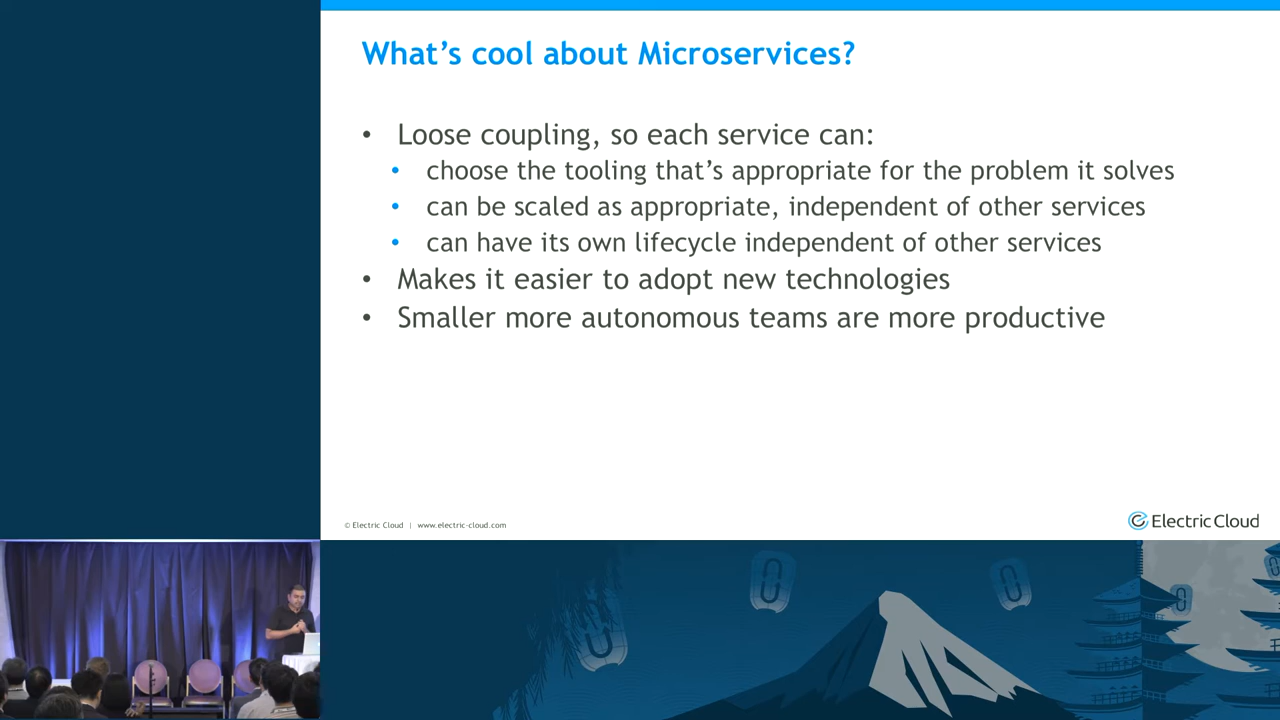 What's cool about Microservices?
• Loose coupling, so each service can:
• choose the tooling that's appropriate for the problem it solves
• can be scaled as appropriate, independent of other services
• can have its own lifecycle independent of other services
• Makes it easier to adopt new technologies
• Smaller more autonomous teams are more productive
© Electric Cloud | www.electric-cloud.com
Electric Cloud